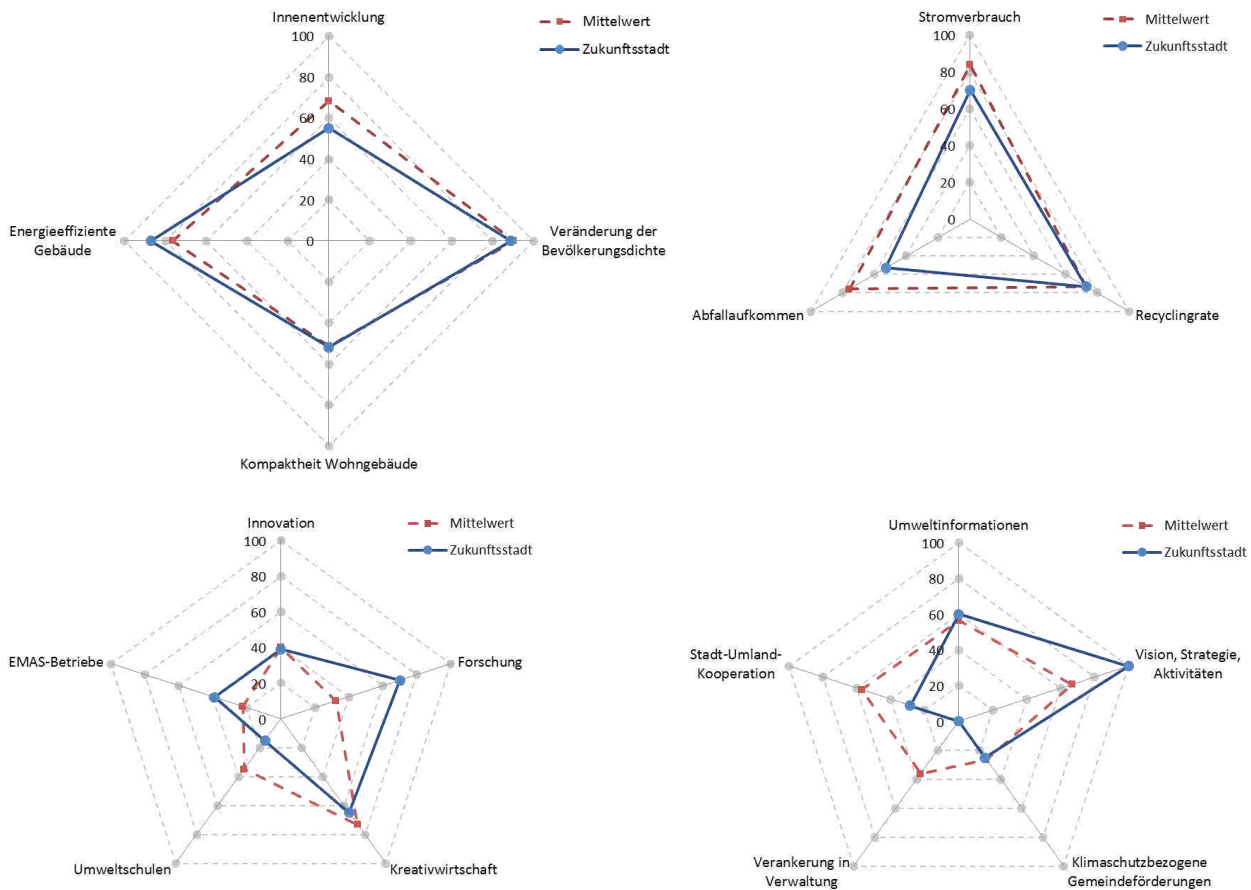 Innenentwicklung
Mittelwert
Zukunftsstadt
100
80
60
40
20
0
Energieeffiziente
Gebäude
Veränderung der
Bevölkerungsdichte
Kompaktheit Wohngebäude
Stromverbrauch
Mittelwert
Zukunftsstadt
100
80
60
40
20
0
Abfallaufkommen
Recyclingrate
Innovation
Mittelwert
Zukunftsstadt
100
80
60
40
20
0
EMAS-Betriebe
Forschung
Umweltschulen
Kreativwirtschaft
Umweltinformationen
Mittelwert
Zukunftsstadt
100
80
60
40
20
0
Stadt-Umland-
Kooperation
Vision, Strategie,
Aktivitäten
Verankerung in
Verwaltung
Klimaschutzbezogene
Gemeindeförderungen